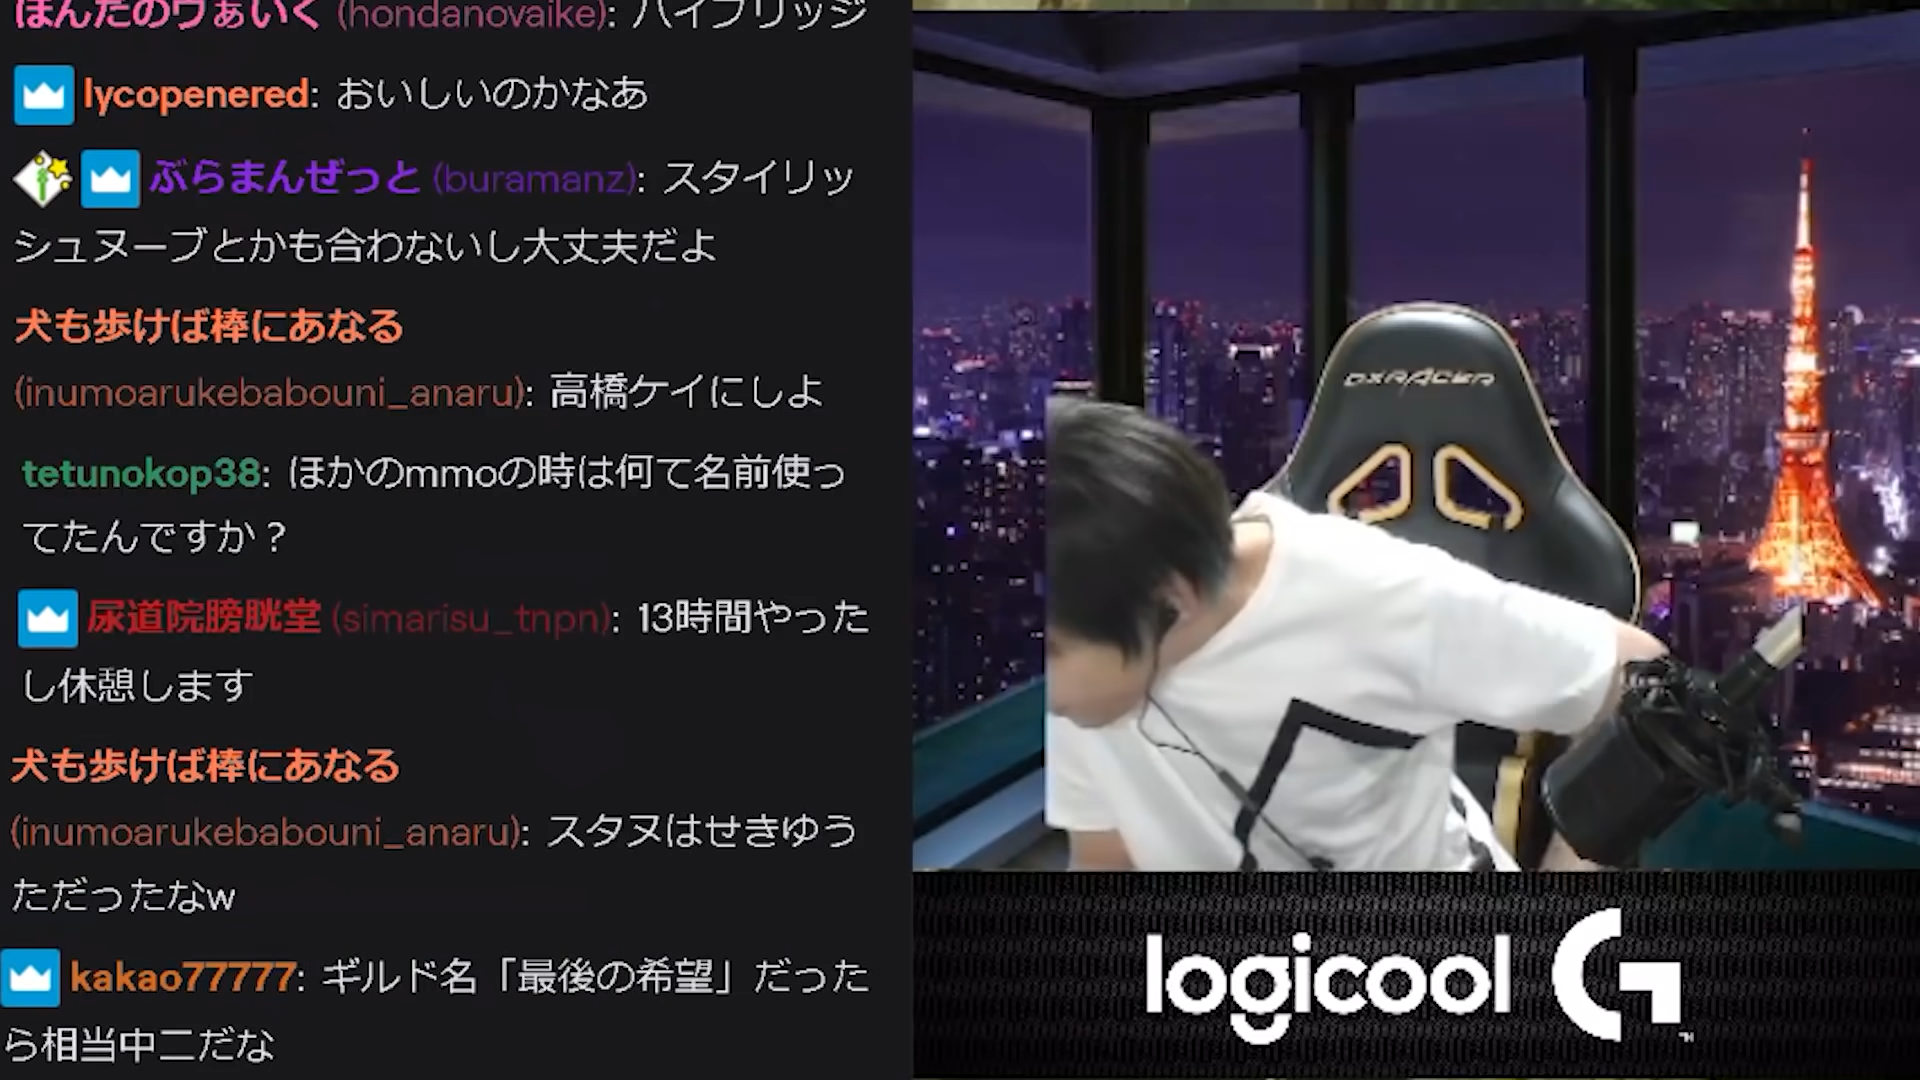 ほんだのヴぁいく (hondanovaike): ハイブリッジ
lycopenered: おいしいのかなあ
ぶらまんぜっと (buramanz): スタイリッ
シュヌーブとかも合わないし大丈夫だよ
犬も歩けば棒にあなる
(inumoarukebabouni_anaru): 高橋ケイにしよ
tetunokop38: ほかのmmoの時は何て名前使っ
てたんですか？
尿道院膀胱堂 (simarisu_tnpn): 13時間やった
し休憩します
犬も歩けば棒にあなる
(inumoarukebabouni_anaru): スタヌはせきゆう
ただったなw
kakao77777: ギルド名「最後の希望」だった
ら相当中二だな
DXRACER
logicool G